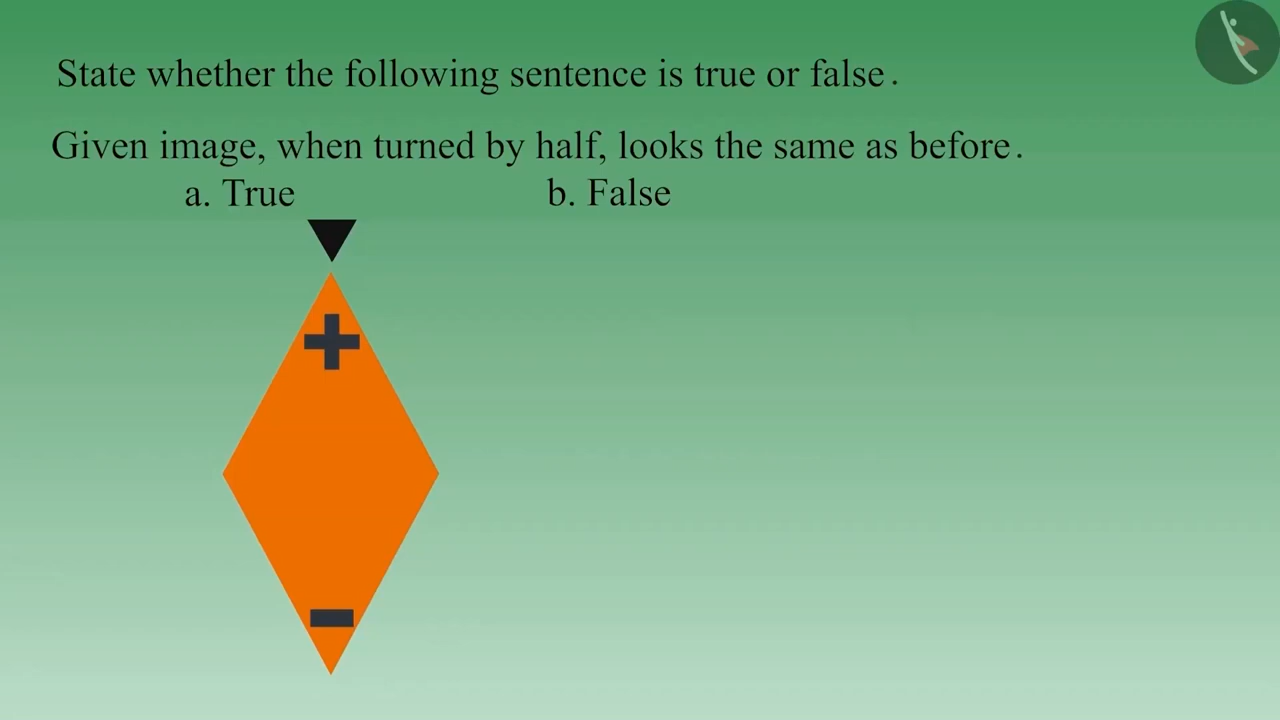 State whether the following sentence is true or false.
Given image, when turned by half, looks the same as before.
a. True b. False
+
-